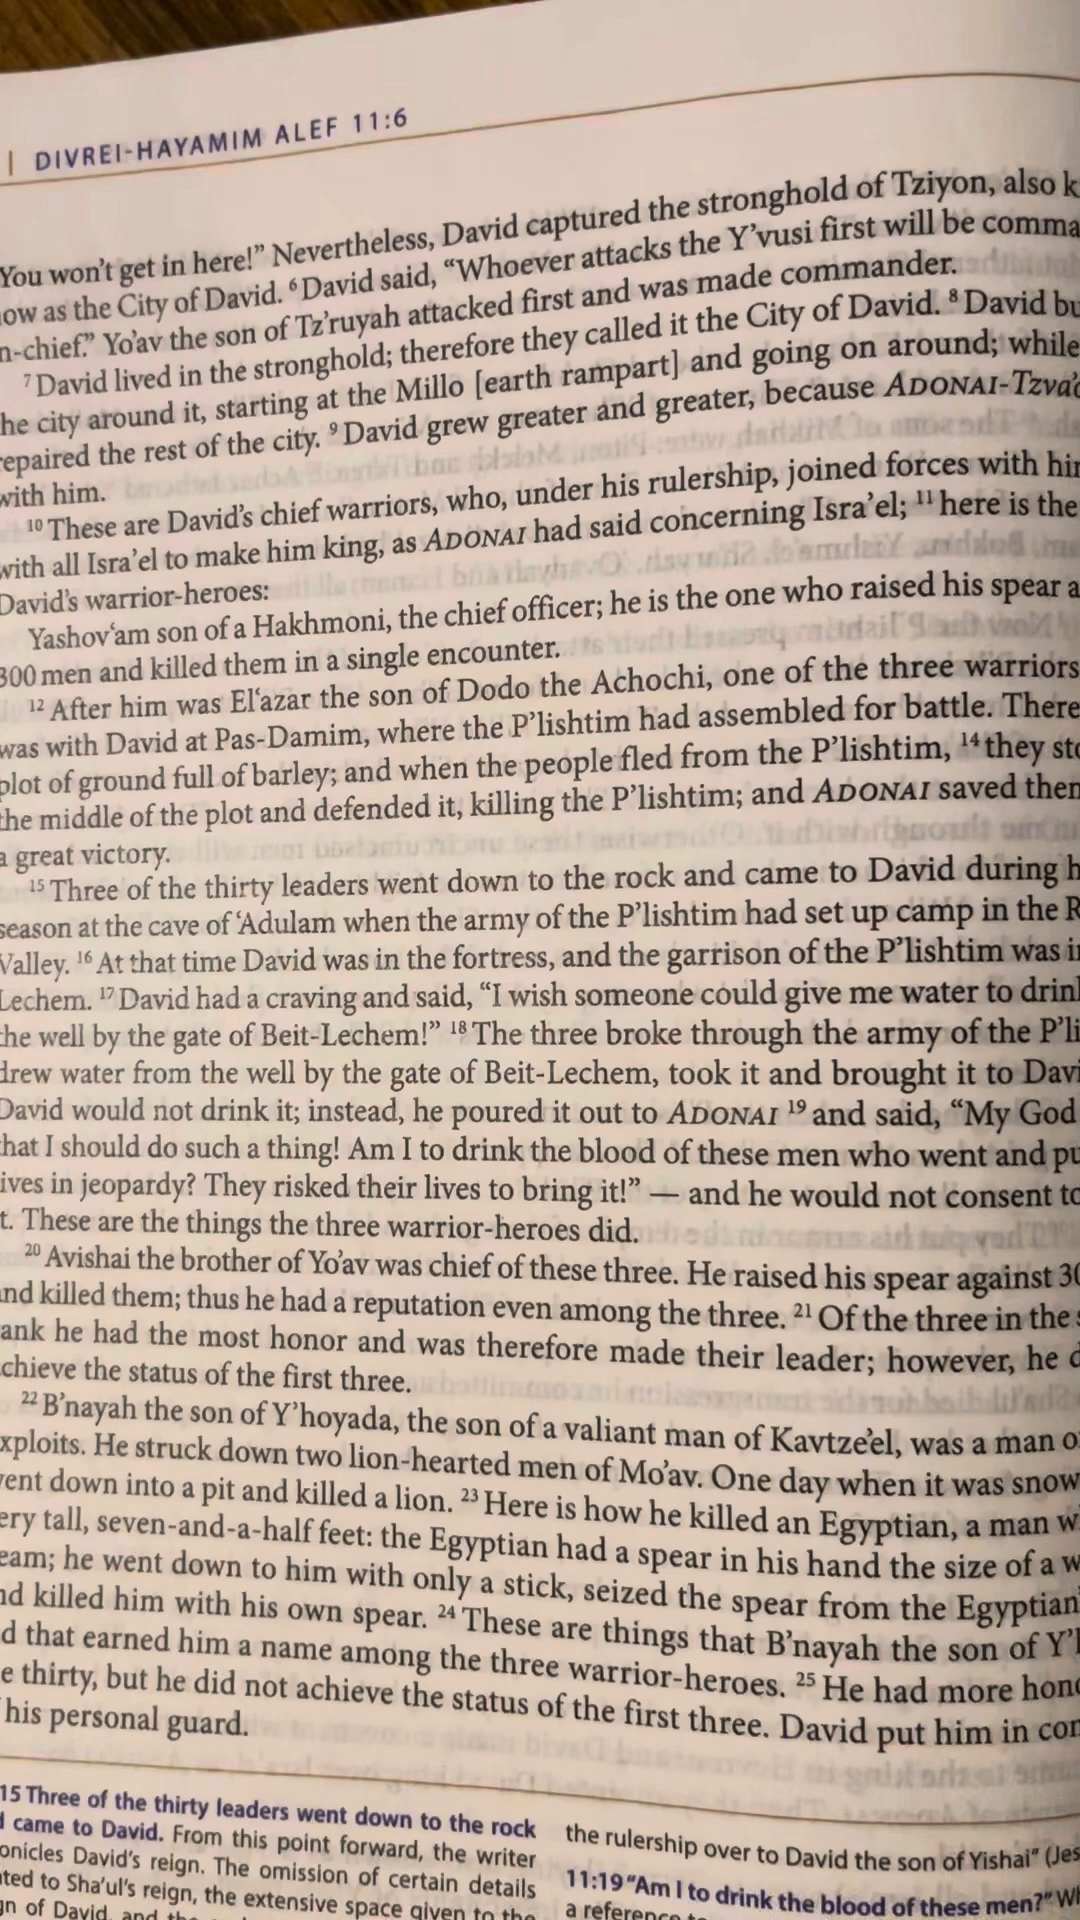 | DIVREI-HAYAMIM ALEF 11:6
You won't get in here!" Nevertheless, David captured the stronghold of Tziyon, also
as the City of David. ⁶ David said, "Whoever attacks the Y'vusi first will be
Yo'av the son of Tz'ruyah attacked first and was made commander.
⁷ David lived in the stronghold; therefore they called it the City of David. ⁸ David
city around it, starting at the Millo [earth rampart] and going on around; while
the rest of the city. ⁹ David grew greater and greater, because ADONAI-
with him.
¹⁰ These are David's chief warriors, who, under his rulership, joined forces with
with all Isra'el to make him king, as ADONAI had said concerning Isra'el; ¹¹ here is the
David's warrior-heroes:
Yashov‘am son of a Hakhmoni, the chief officer; he is the one who raised his spear
300 men and killed them in a single encounter.
¹² After him was El‘azar the son of Dodo the Achochi, one of the three warriors
was with David at Pas-Damim, where the P'lishtim had assembled for battle. There
plot of ground full of barley; and when the people fled from the P'lishtim, ¹⁴ they
the middle of the plot and defended it, killing the P'lishtim; and ADONAI saved
a great victory.
¹⁵ Three of the thirty leaders went down to the rock and came to David during
season at the cave of ‘Adulam when the army of the P'lishtim had set up camp in the
Valley. ¹⁶ At that time David was in the fortress, and the garrison of the P'lishtim was
Lechem. ¹⁷ David had a craving and said, "I wish someone could give me water to
the well by the gate of Beit-Lechem!" ¹⁸ The three broke through the army of the
drew water from the well by the gate of Beit-Lechem, took it and brought it to
David would not drink it; instead, he poured it out to ADONAI ¹⁹ and said, "My God
that I should do such a thing! Am I to drink the blood of these men who went and
lives in jeopardy? They risked their lives to bring it!" — and he would not consent
These are the things the three warrior-heroes did.
²⁰ Avishai the brother of Yo'av was chief of these three. He raised his spear against
and killed them; thus he had a reputation even among the three. ²¹ Of the three in the
rank he had the most honor and was therefore made their leader; however, he
achieve the status of the first three.
²² B'nayah the son of Y'hoyada, the son of a valiant man of Kavtze'el, was a man
He struck down two lion-hearted men of Mo'av. One day when it was
went down into a pit and killed a lion. ²³ Here is how he killed an Egyptian, a man
tall, seven-and-a-half feet: the Egyptian had a spear in his hand the size of a
he went down to him with only a stick, seized the spear from the Egyptian
and killed him with his own spear. ²⁴ These are things that B'nayah the son of
that earned him a name among the three warrior-heroes. ²⁵ He had more
thirty, but he did not achieve the status of the first three. David put him in
his personal guard.
15 Three of the thirty leaders went down to the rock
came to David. From this point forward, the writer
David's reign. The omission of certain details
to Sha'ul's reign, the extensive space given to the
of David, and
the rulership over to David the son of Yishai"
11:19 "Am I to drink the blood of these men?"
a reference